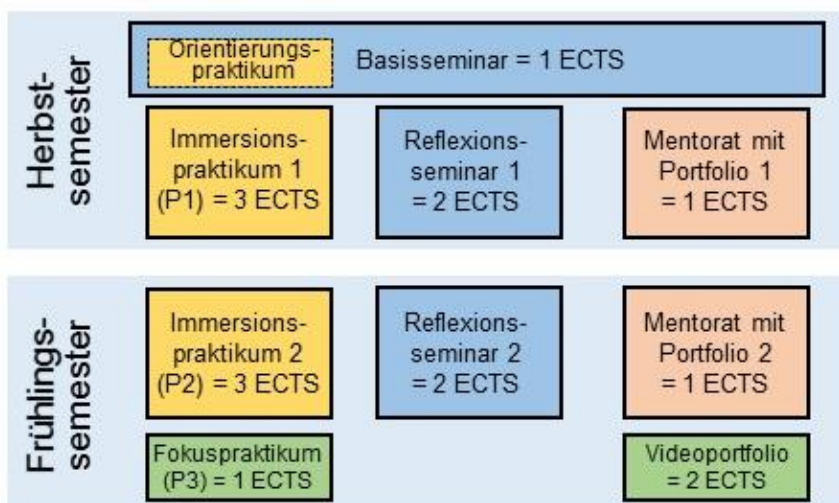 Herbst-
semester
Orientierungs-
praktikum
Basisseminar = 1 ECTS
Immersions-
praktikum 1
(P1) = 3 ECTS
Reflexions-
seminar 1
= 2 ECTS
Mentorat mit
Portfolio 1
= 1 ECTS
Frühlings-
semester
Immersions-
praktikum 2
(P2) = 3 ECTS
Reflexions-
seminar 2
= 2 ECTS
Mentorat mit
Portfolio 2
= 1 ECTS
Fokuspraktikum
(P3) = 1 ECTS
Videoportfolio
= 2 ECTS